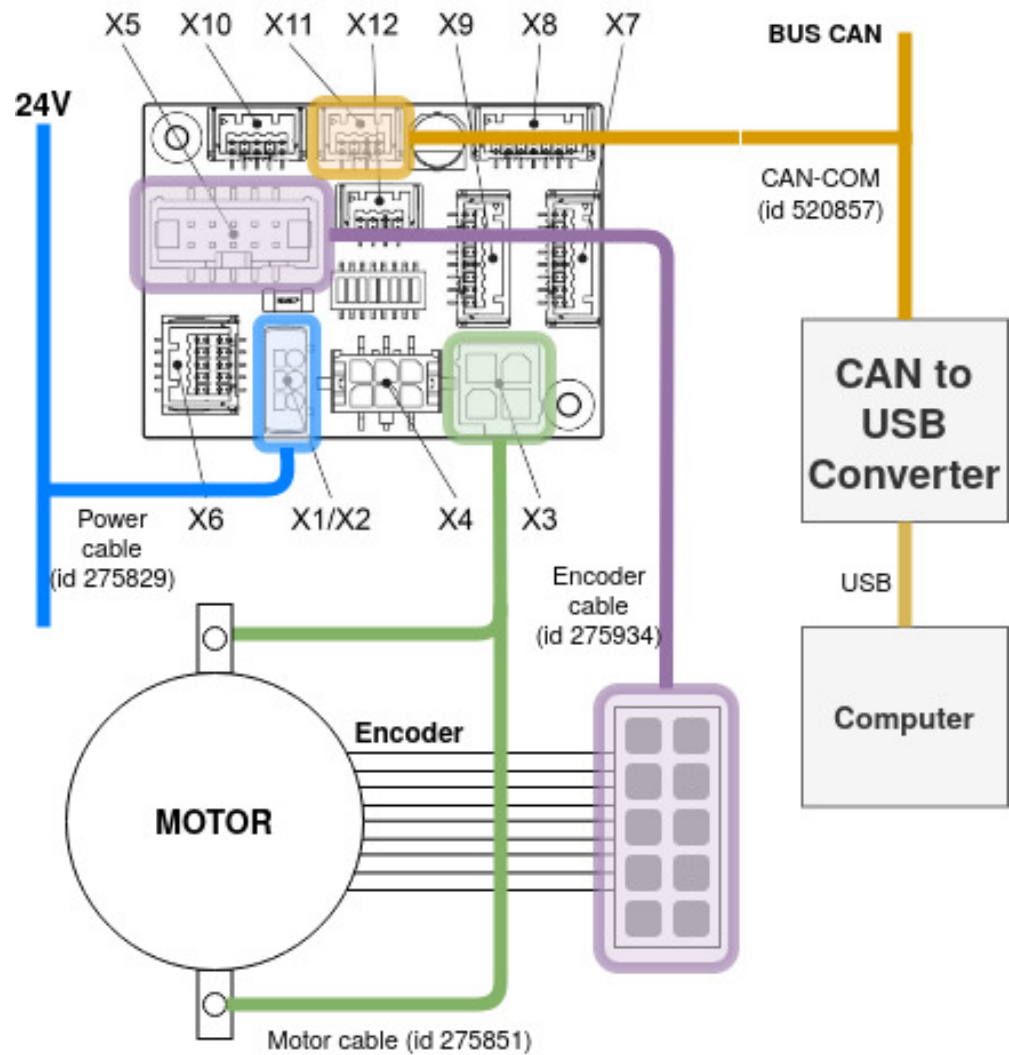 X5 X10 X11 X12 X9 X8 X7
BUS CAN
24V
CAN-COM
(id 520857)
CAN to
USB
Converter
X6 X1/X2 X4 X3
Power
cable
(id 275829)
Encoder
cable
(id 275934)
USB
Computer
Encoder
MOTOR
Motor cable (id 275851)